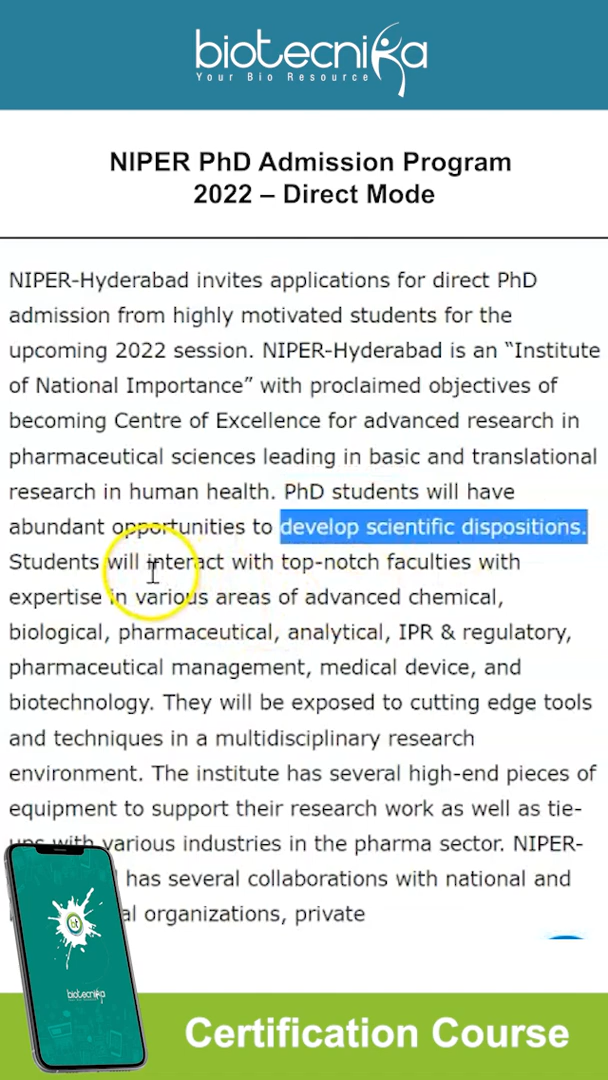 biotecnika
Your Bio Resource
NIPER PhD Admission Program
2022 – Direct Mode
NIPER-Hyderabad invites applications for direct PhD
admission from highly motivated students for the
upcoming 2022 session. NIPER-Hyderabad is an “Institute
of National Importance” with proclaimed objectives of
becoming Centre of Excellence for advanced research in
pharmaceutical sciences leading in basic and translational
research in human health. PhD students will have
abundant opportunities to develop scientific dispositions.
Students will interact with top-notch faculties with
expertise in various areas of advanced chemical,
biological, pharmaceutical, analytical, IPR & regulatory,
pharmaceutical management, medical device, and
biotechnology. They will be exposed to cutting edge tools
and techniques in a multidisciplinary research
environment. The institute has several high-end pieces of
equipment to support their research work as well as tie-
ups with various industries in the pharma sector. NIPER-
has several collaborations with national and
organizations, private
bt
biotecnika
Certification Course